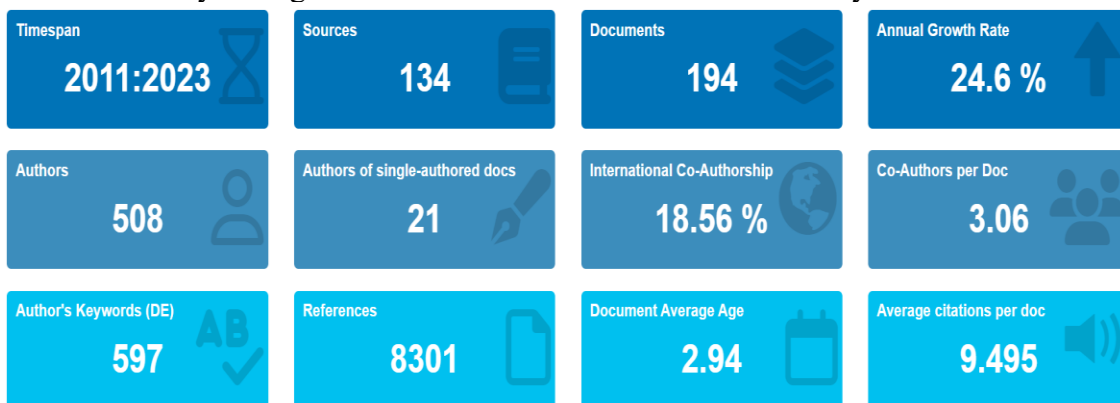 Timespan
2011:2023
Sources
134
Documents
194
Annual Growth Rate
24.6 %
Authors
508
Authors of single-authored docs
21
International Co-Authorship
18.56 %
Co-Authors per Doc
3.06
Author's Keywords (DE)
597
AB
References
8301
Document Average Age
2.94
Average citations per doc
9.495